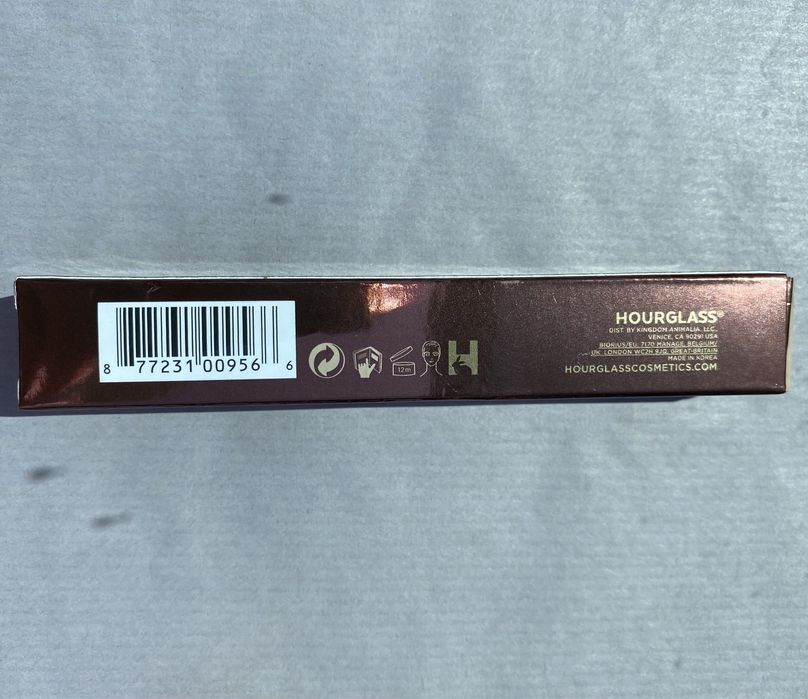 8 77231 00956 6
12m
H
HOURGLASS®
DIST. BY KINGDOM ANIMALIA, LLC.
VENICE, CA 90291 USA
BIORIUS/EU: 7170 MANAGE, BELGIUM/
UK: LONDON WC2H 9JQ, GREAT-BRITAIN
MADE IN KOREA
HOURGLASSCOSMETICS.COM